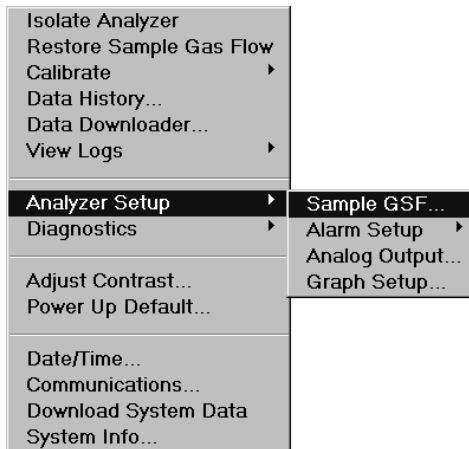 Isolate Analyzer
Restore Sample Gas Flow
Calibrate
Data History...
Data Downloader...
View Logs
Analyzer Setup
Diagnostics
Adjust Contrast...
Power Up Default...
Date/Time...
Communications...
Download System Data
System Info...
Sample GSF...
Alarm Setup
Analog Output...
Graph Setup...